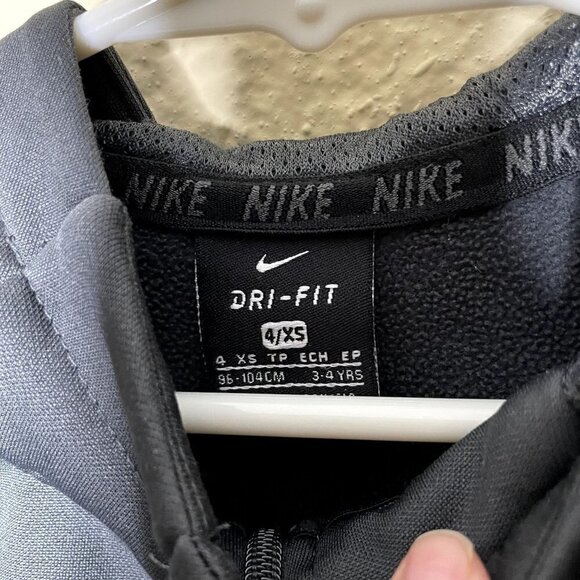 NIKE NIKE NIKE NIKE
DRI-FIT
4/XS
4 XS TP ECH EP
96-104CM 3-4YRS